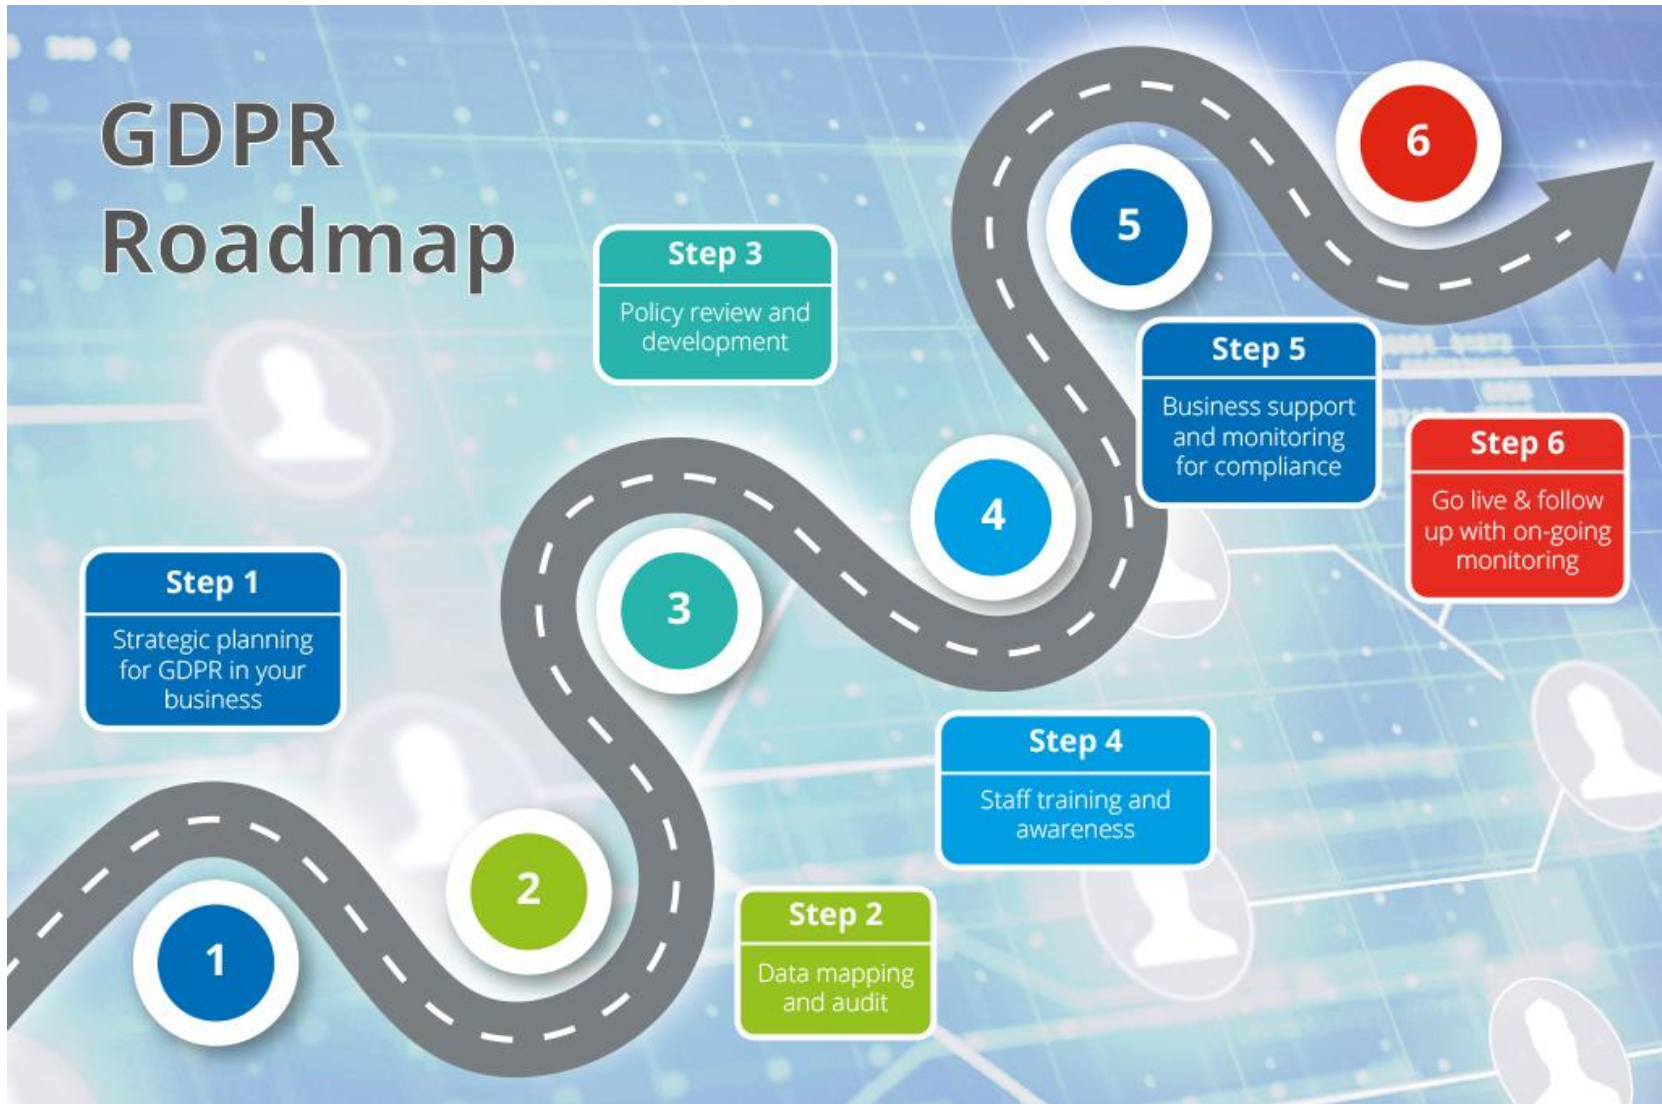 GDPR
Roadmap
Step 1
Strategic planning
for GDPR in your
business
1
Step 2
Data mapping
and audit
2
Step 3
Policy review and
development
3
Step 4
Staff training and
awareness
4
Step 5
Business support
and monitoring
for compliance
5
Step 6
Go live & follow
up with on-going
monitoring
6